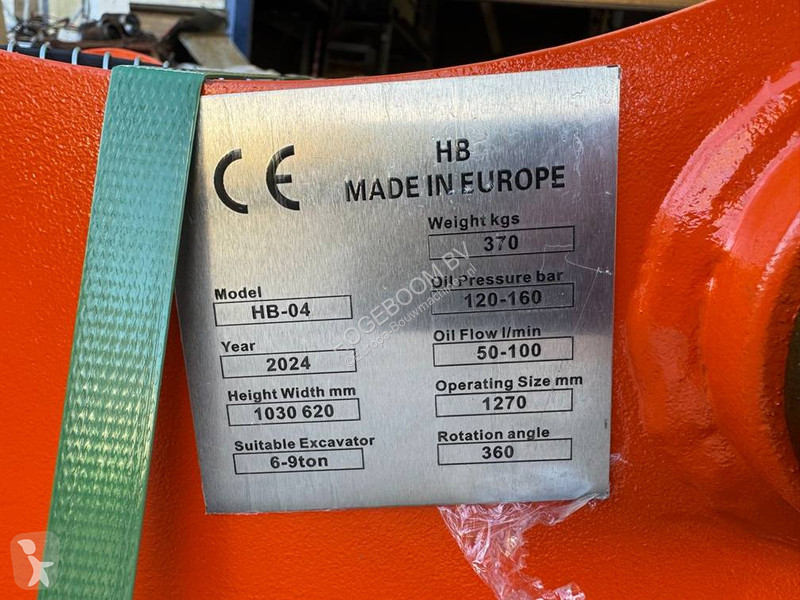 CE
HB
MADE IN EUROPE
Weight kgs
370
Oil Pressure bar
120-160
Model
HB-04
Oil Flow l/min
50-100
Year
2024
Operating Size mm
1270
Height Width mm
1030 620
Rotation angle
360
Suitable Excavator
6-9ton
HOGEBOOM BV